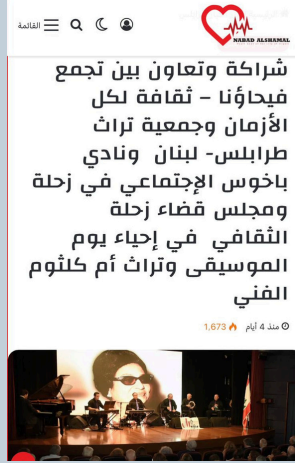 القائمة
NABAD ALSHAMAL
شراكة وتعاون بين تجمع
فيحاؤنا – ثقافة لكل
الأزمان وجمعية تراث
طرابلس- لبنان ونادي
باخوس الإجتماعي في زحلة
ومجلس قضاء زحلة
الثقافي في إحياء يوم
الموسيقى وتراث أم كلثوم
الفني
منذ 4 أيام 1٬673